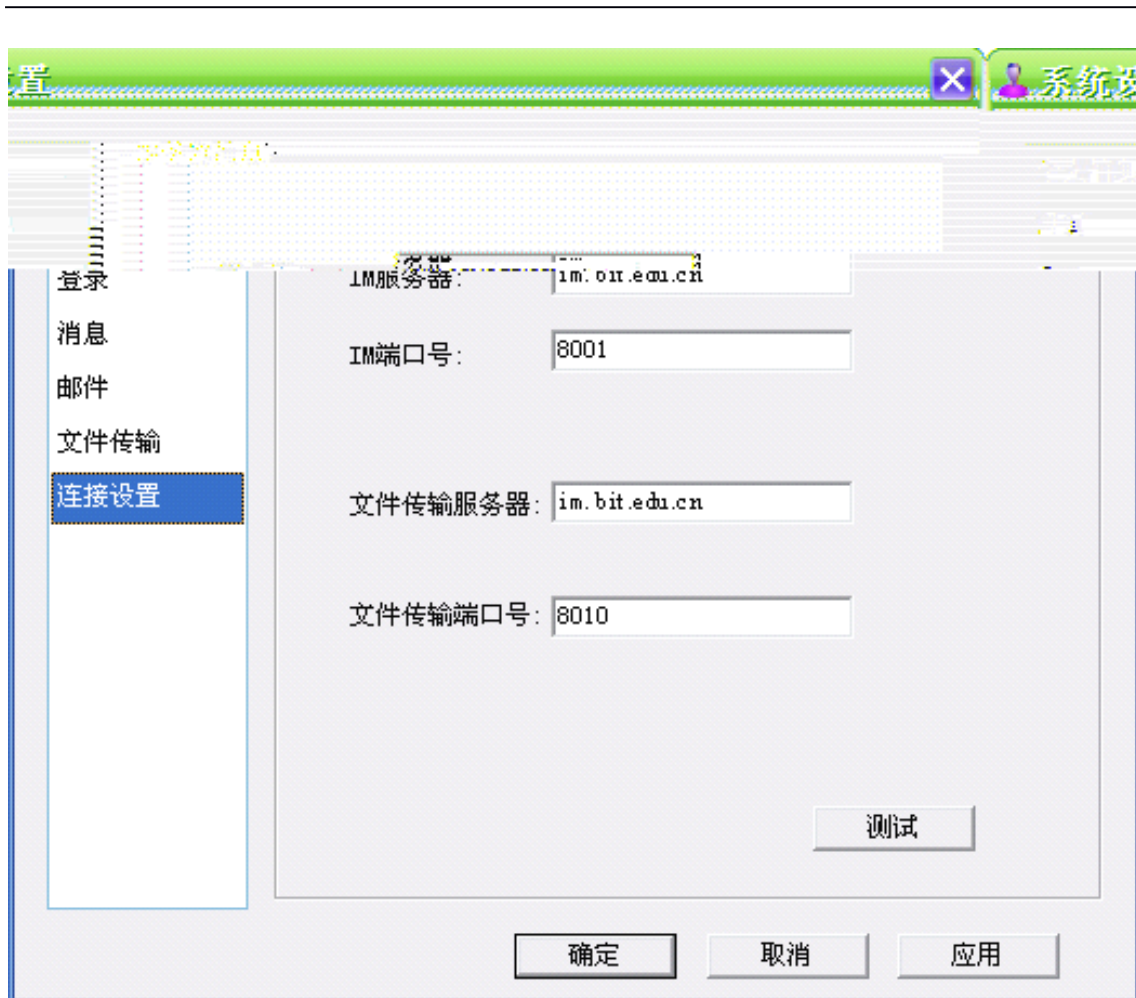 置
系统设
登录
IM服务器: im.bit.edu.cn
消息
IM端口号: 8001
邮件
文件传输
连接设置
文件传输服务器: im.bit.edu.cn
文件传输端口号: 8010
测试
确定 取消 应用